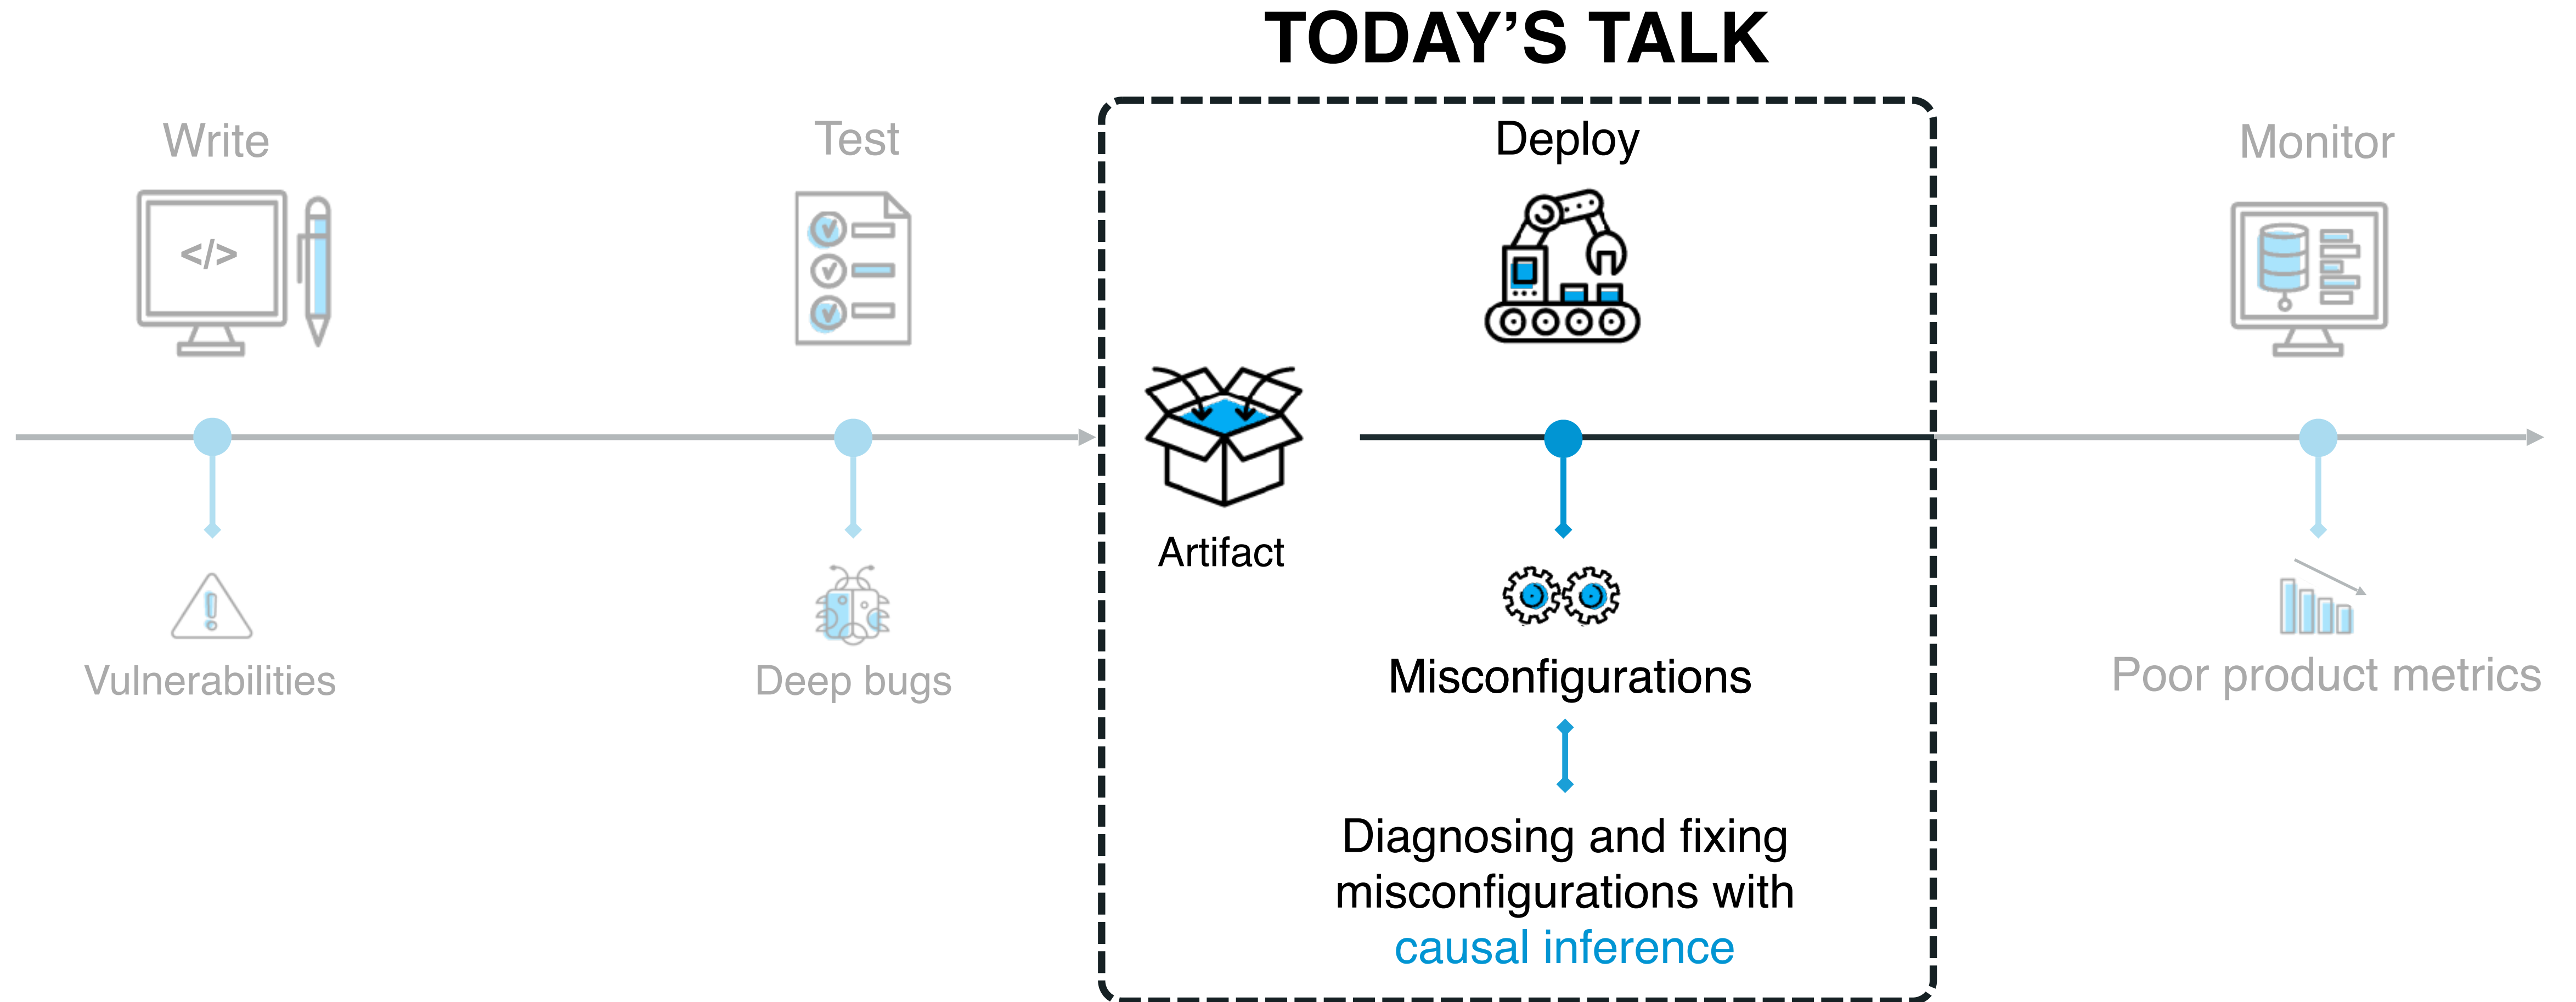 TODAY’S TALK
Write
Test
Deploy
Monitor
</>
Artifact
Vulnerabilities
Deep bugs
Misconfigurations
Poor product metrics
Diagnosing and fixing
misconfigurations with
causal inference